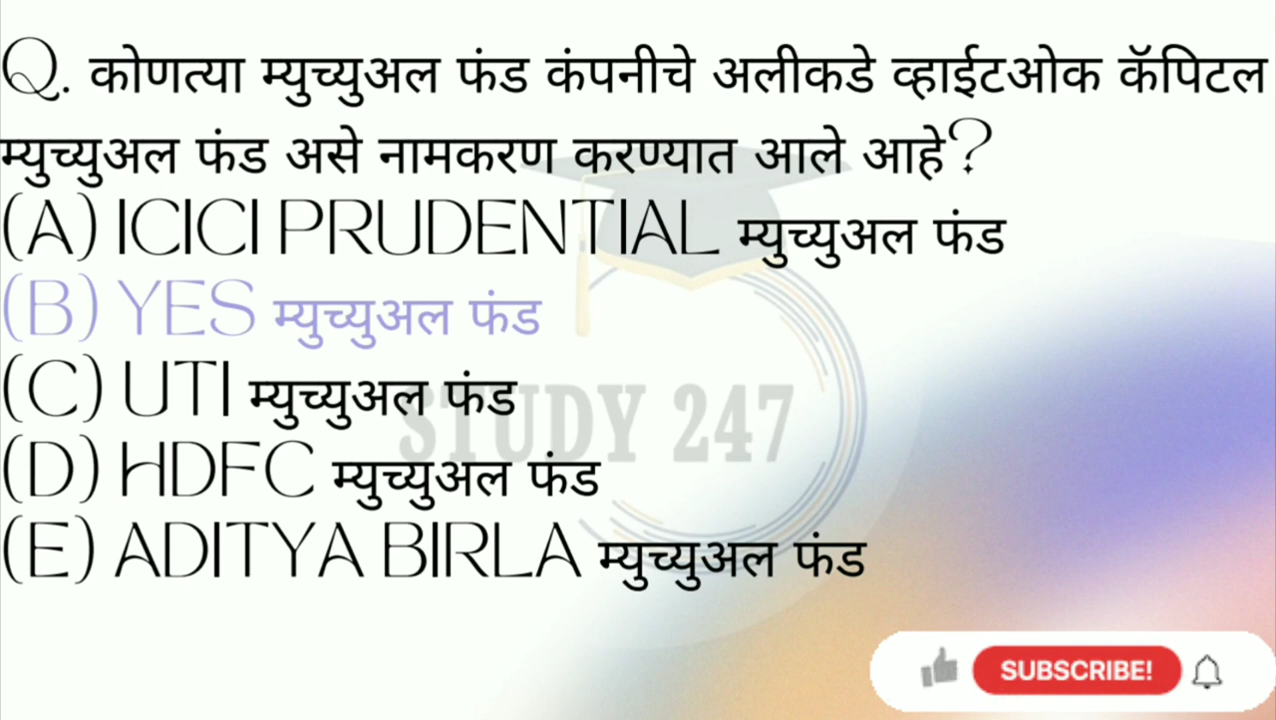 Q. कोणत्या म्युच्युअल फंड कंपनीचे अलीकडे व्हाईटओक कॅपिटल
म्युच्युअल फंड असे नामकरण करण्यात आले आहे?
(A) ICICI PRUDENTIAL म्युच्युअल फंड
(B) YES म्युच्युअल फंड
(C) UTI म्युच्युअल फंड
(D) HDFC म्युच्युअल फंड
(E) ADITYA BIRLA म्युच्युअल फंड
STUDY 247
SUBSCRIBE!